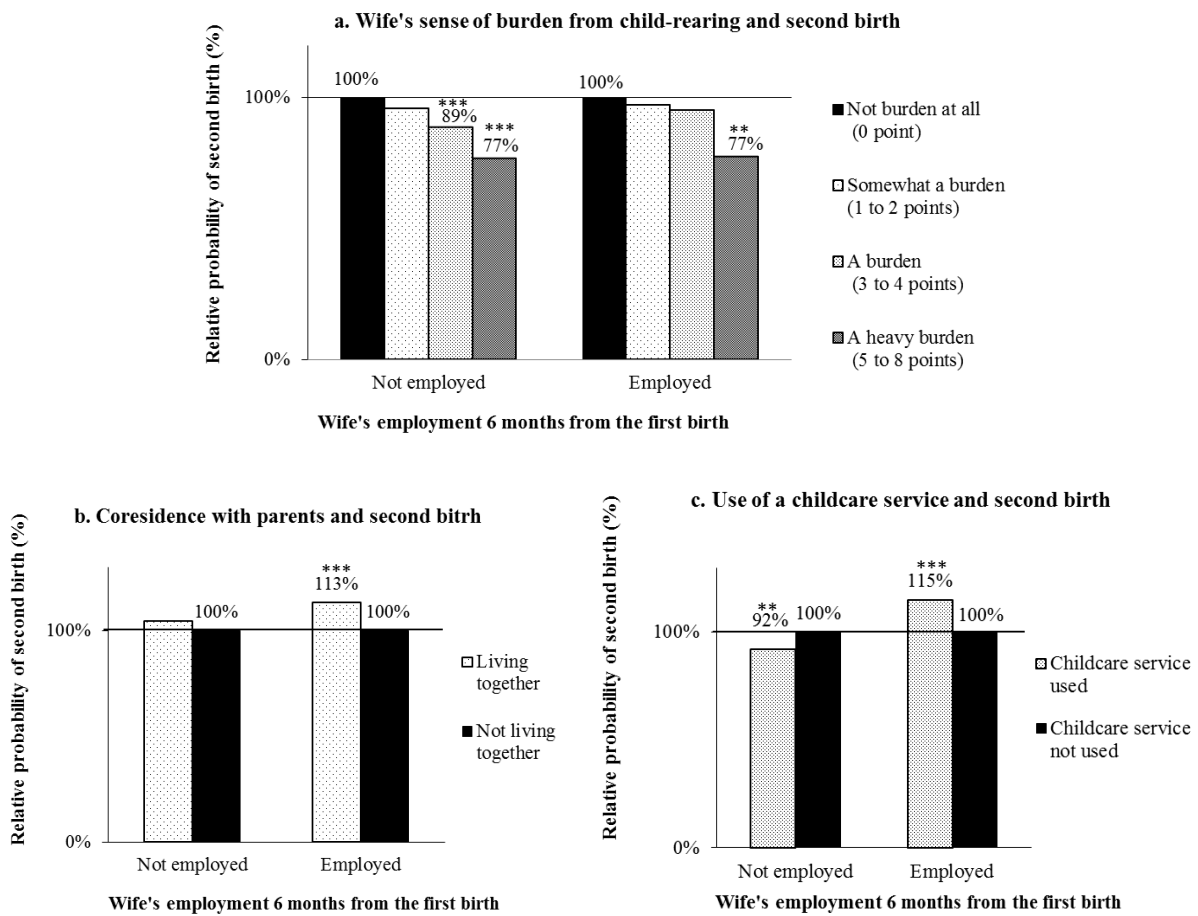 a. Wife's sense of burden from child-rearing and second birth
Relative probability of second birth (%)
100%
0%
100%
***
89%
***
77%
100%
**
77%
Not employed
Employed
Wife's employment 6 months from the first birth
Not burden at all
(0 point)
Somewhat a burden
(1 to 2 points)
A burden
(3 to 4 points)
A heavy burden
(5 to 8 points)
b. Coresidence with parents and second bitrh
Relative probability of second birth (%)
100%
0%
100%
***
113%
100%
Not employed
Employed
Wife's employment 6 months from the first birth
Living
together
Not living
together
c. Use of a childcare service and second birth
Relative probability of second birth (%)
100%
0%
**
92%
100%
***
115%
100%
Not employed
Employed
Wife's employment 6 months from the first birth
Childcare service
used
Childcare service
not used